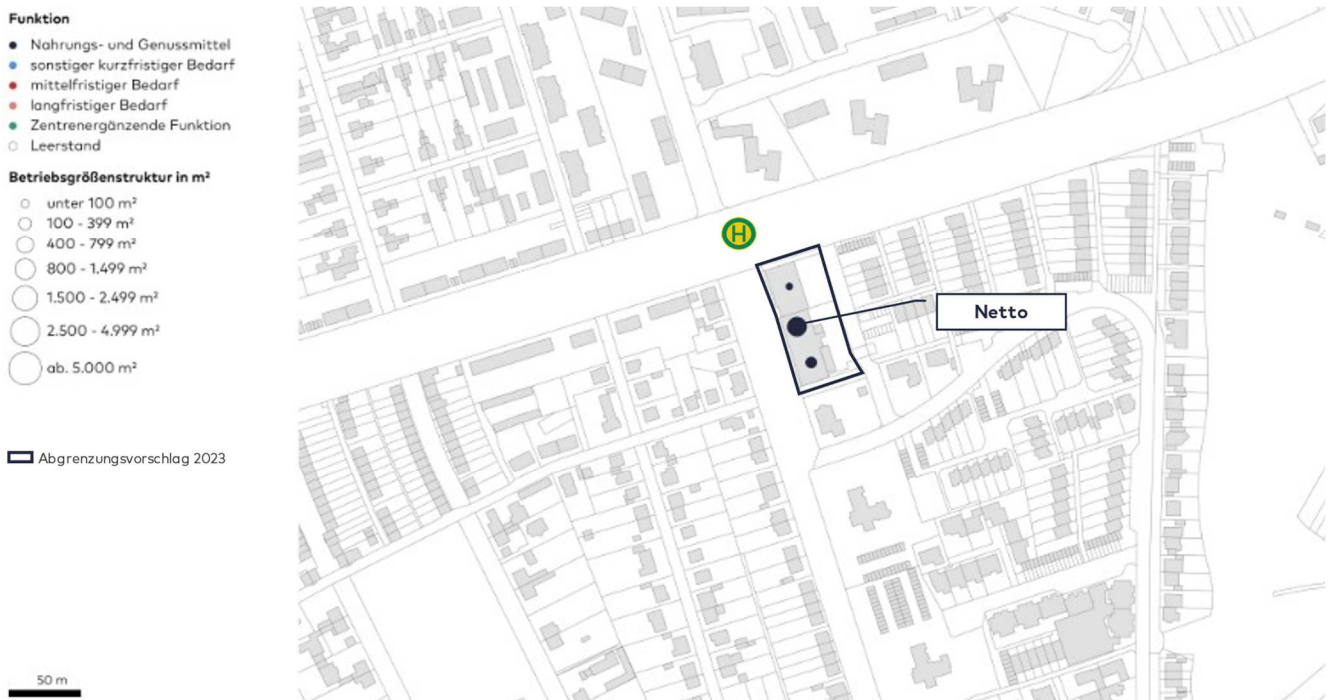 Funktion
Nahrungs- und Genussmittel
sonstiger kurzfristiger Bedarf
mittelfristiger Bedarf
langfristiger Bedarf
Zentrenergänzende Funktion
Leerstand
Betriebsgrößenstruktur in m²
unter 100 m²
100 - 399 m²
400 - 799 m²
800 - 1.499 m²
1.500 - 2.499 m²
2.500 - 4.999 m²
ab. 5.000 m²
Abgrenzungsvorschlag 2023
50 m
H
Netto